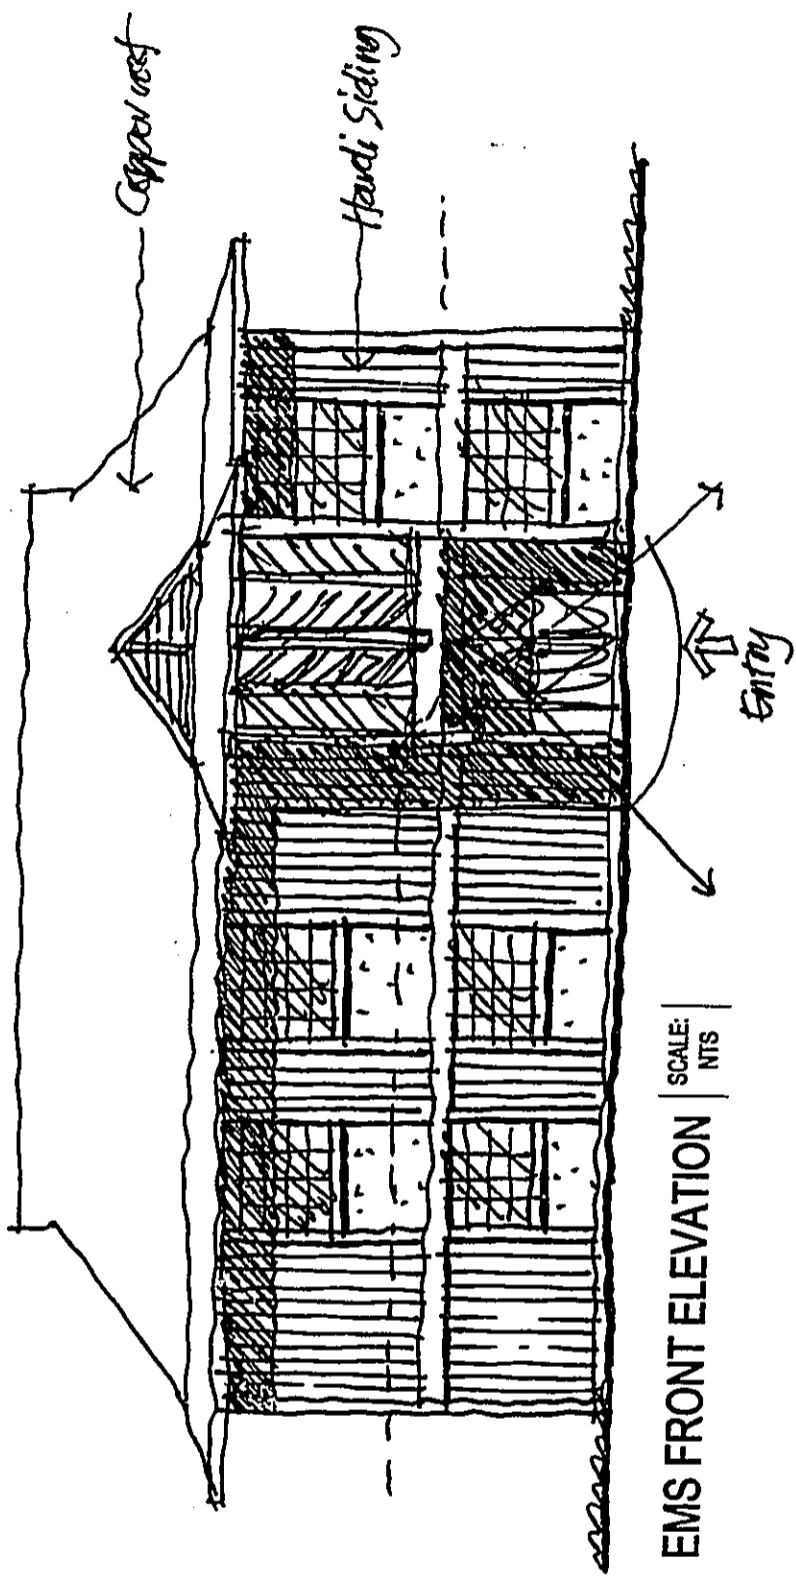 Copper roof
Hardi Siding
Entry
EMS FRONT ELEVATION
SCALE:
NTS